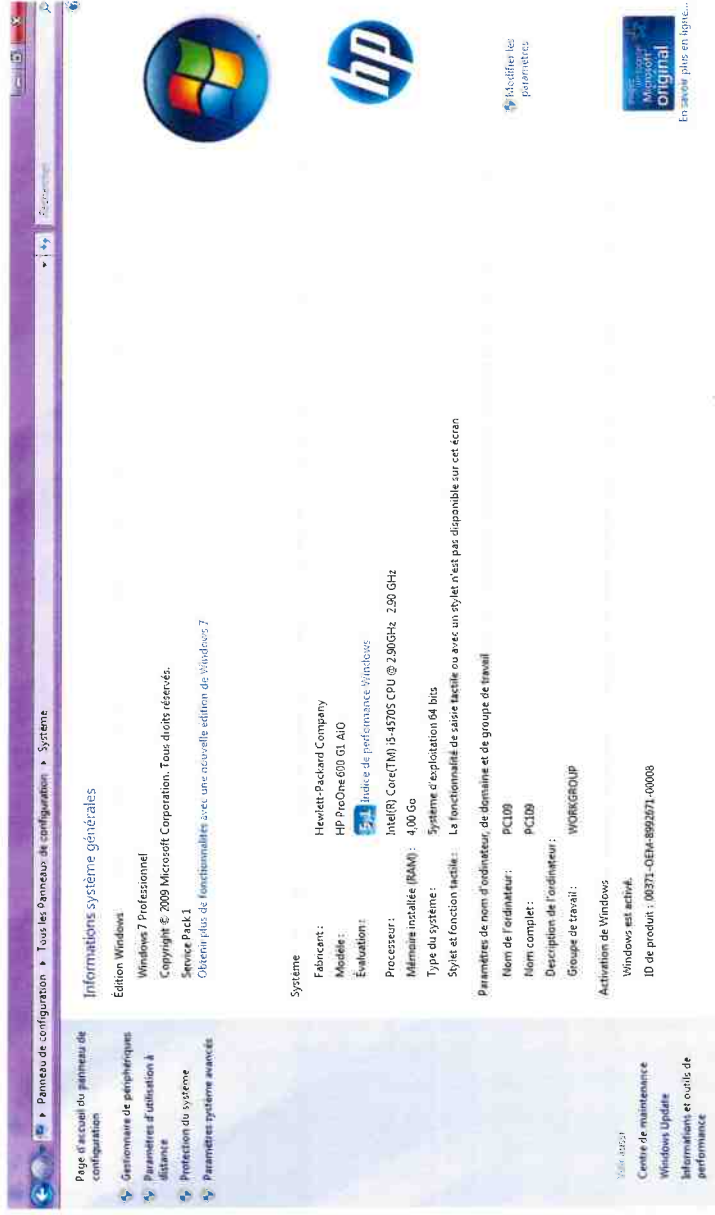 Panneau de configuration ▸ Tous les Panneaux de configuration ▸ Système
Rechercher
Page d'accueil du panneau de
configuration
Gestionnaire de périphériques
Paramètres d'utilisation à
distance
Protection du système
Paramètres système avancés
Voir aussi
Centre de maintenance
Windows Update
Informations et outils de
performance
Informations système générales
Édition Windows
Windows 7 Professionnel
Copyright © 2009 Microsoft Corporation. Tous droits réservés.
Service Pack 1
Obtenir plus de fonctionnalités avec une nouvelle édition de Windows 7
Système
Fabricant : Hewlett-Packard Company
Modèle : HP ProOne 600 G1 AiO
Évaluation : Indice de performance Windows
Processeur : Intel(R) Core(TM) i5-4570S CPU @ 2.90GHz 2.90 GHz
Mémoire installée (RAM) : 4,00 Go
Type du système : Système d'exploitation 64 bits
Stylet et fonction tactile : La fonctionnalité de saisie tactile ou avec un stylet n'est pas disponible sur cet écran
hp
Paramètres de nom d'ordinateur, de domaine et de groupe de travail
Nom de l'ordinateur : PC109
Nom complet : PC109
Description de l'ordinateur :
Groupe de travail : WORKGROUP
Modifier les
paramètres
Activation de Windows
Windows est activé.
ID de produit : 00371-OEM-8992671-00008
Microsoft
original
En savoir plus en ligne...